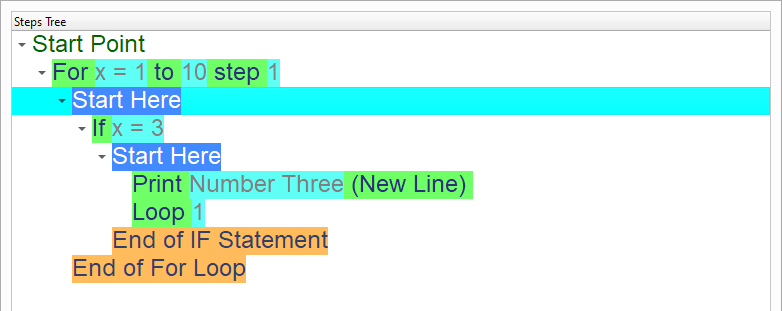 Steps Tree
Start Point
For x = 1 to 10 step 1
Start Here
If x = 3
Start Here
Print Number Three (New Line)
Loop 1
End of IF Statement
End of For Loop